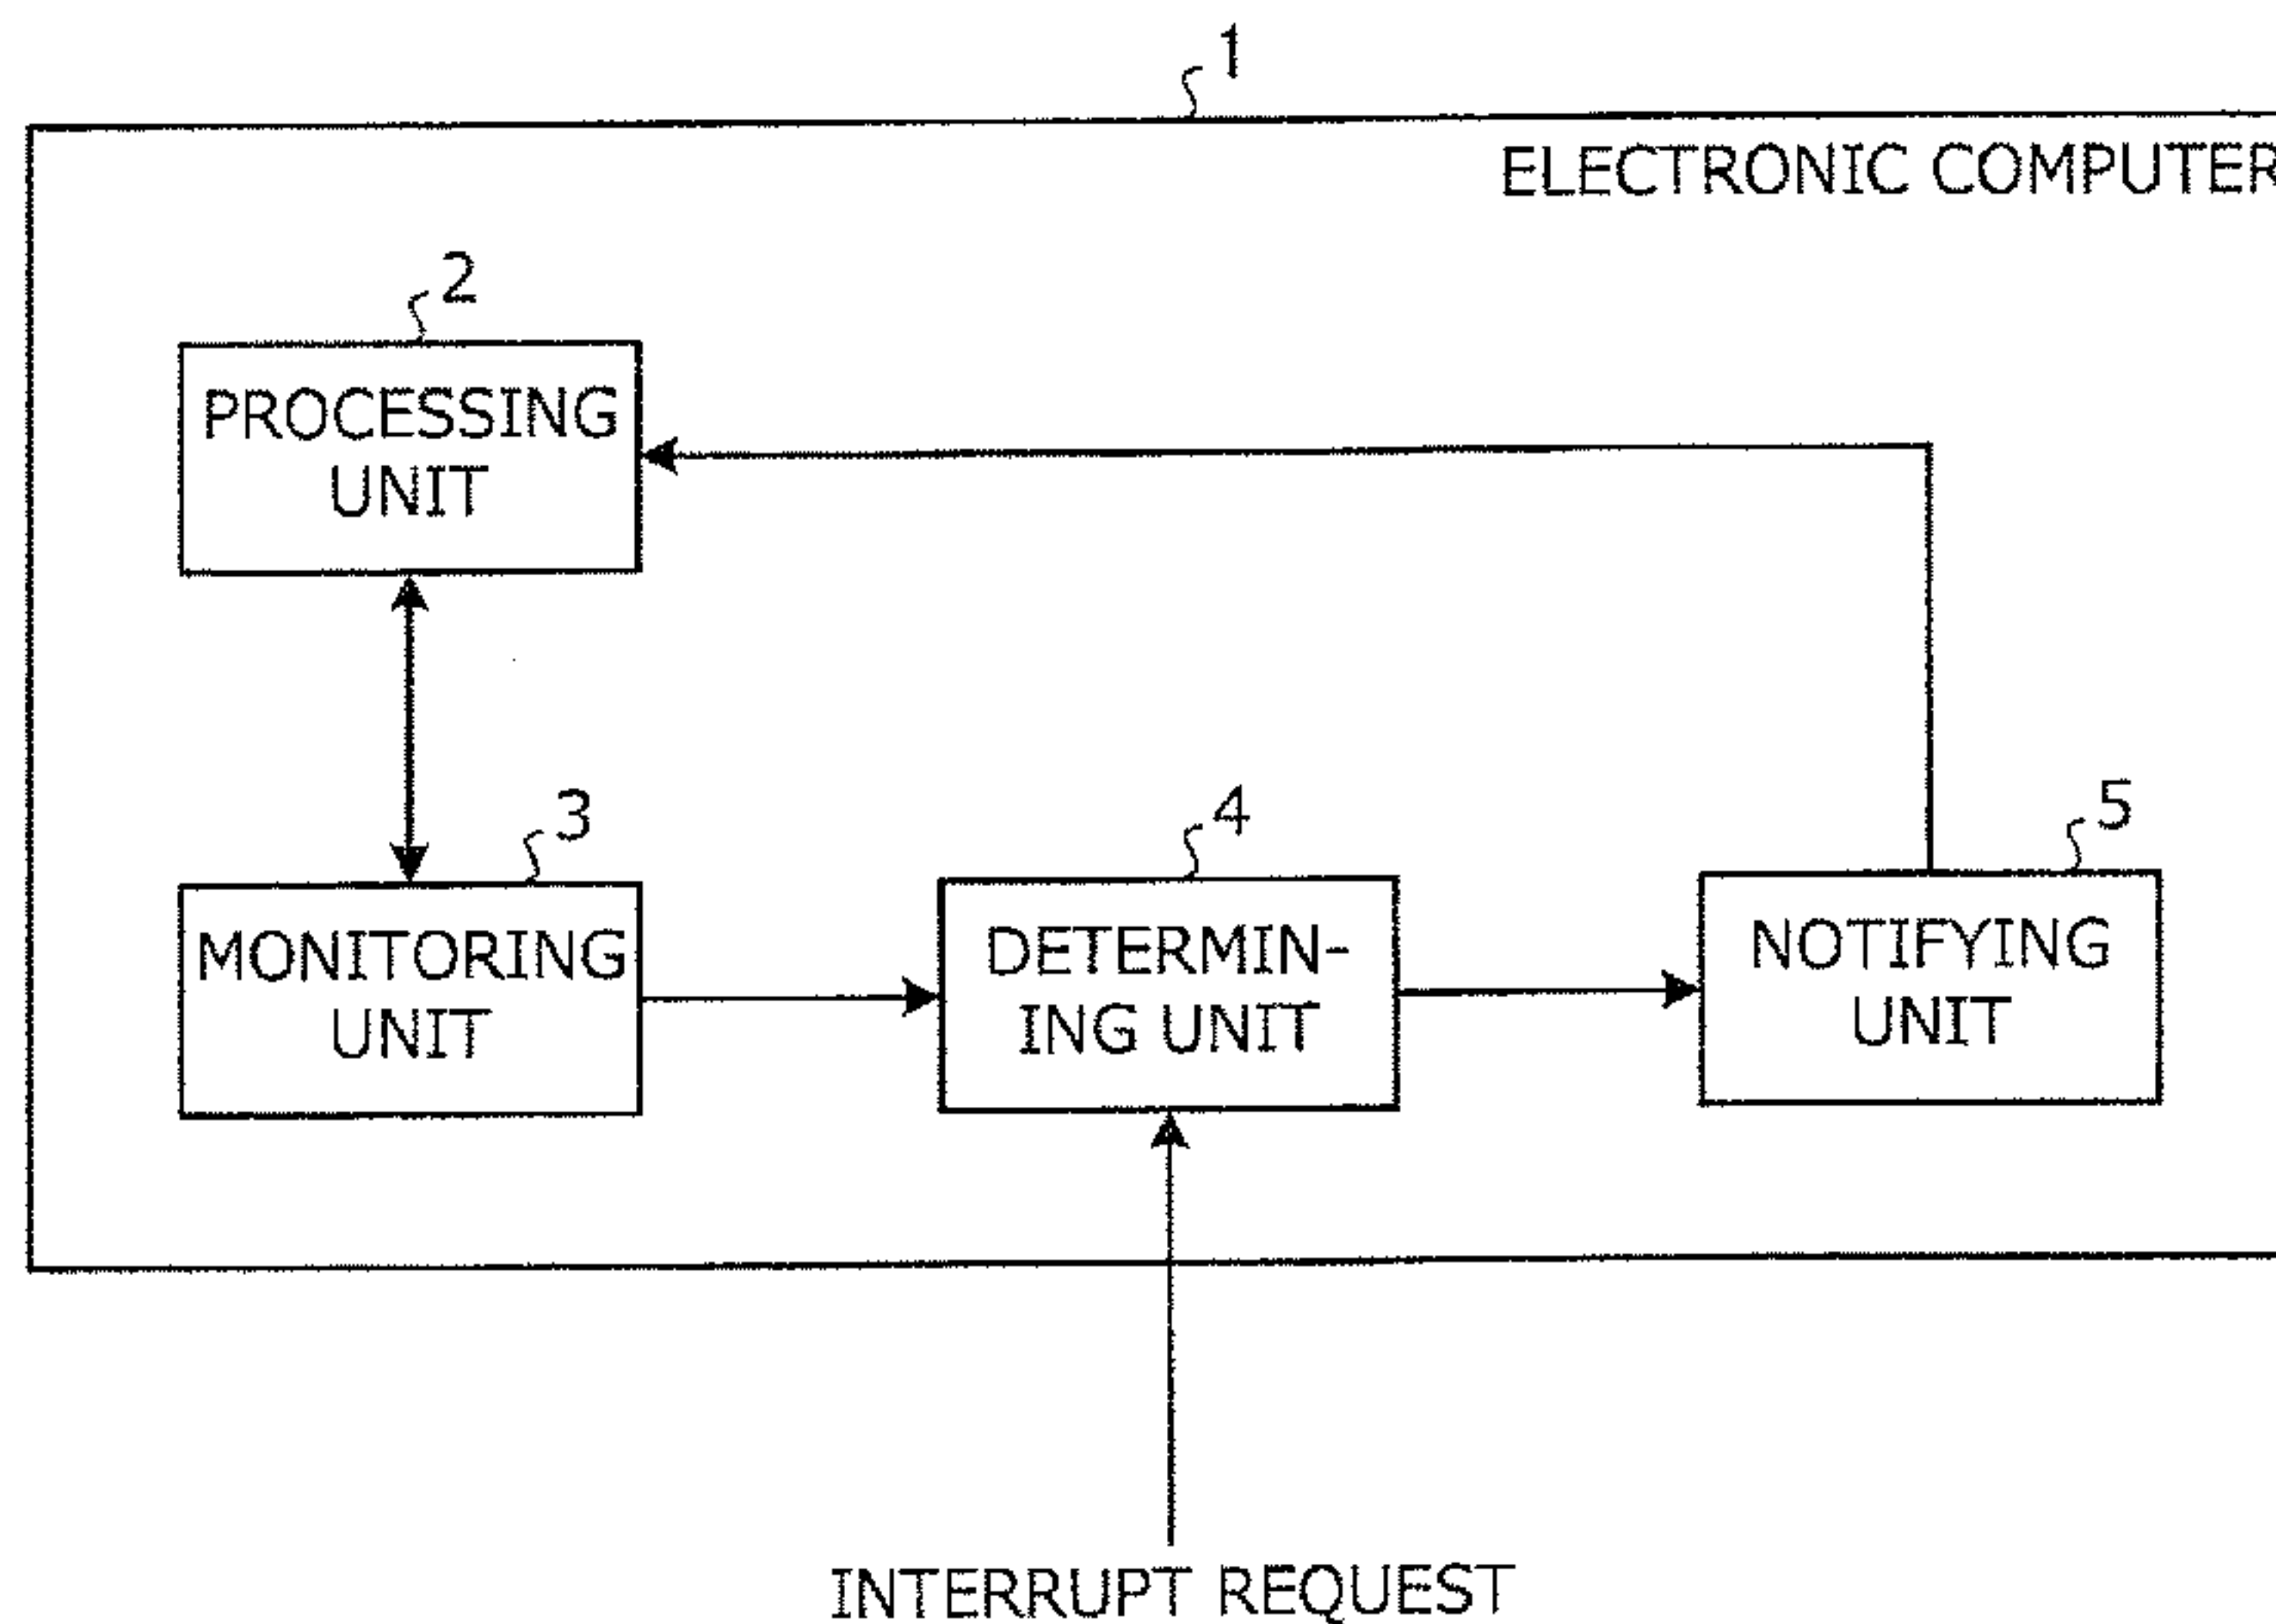 1
ELECTRONIC COMPUTER
2
PROCESSING
UNIT
3
MONITORING
UNIT
4
DETERMIN-
ING UNIT
5
NOTIFYING
UNIT
INTERRUPT REQUEST